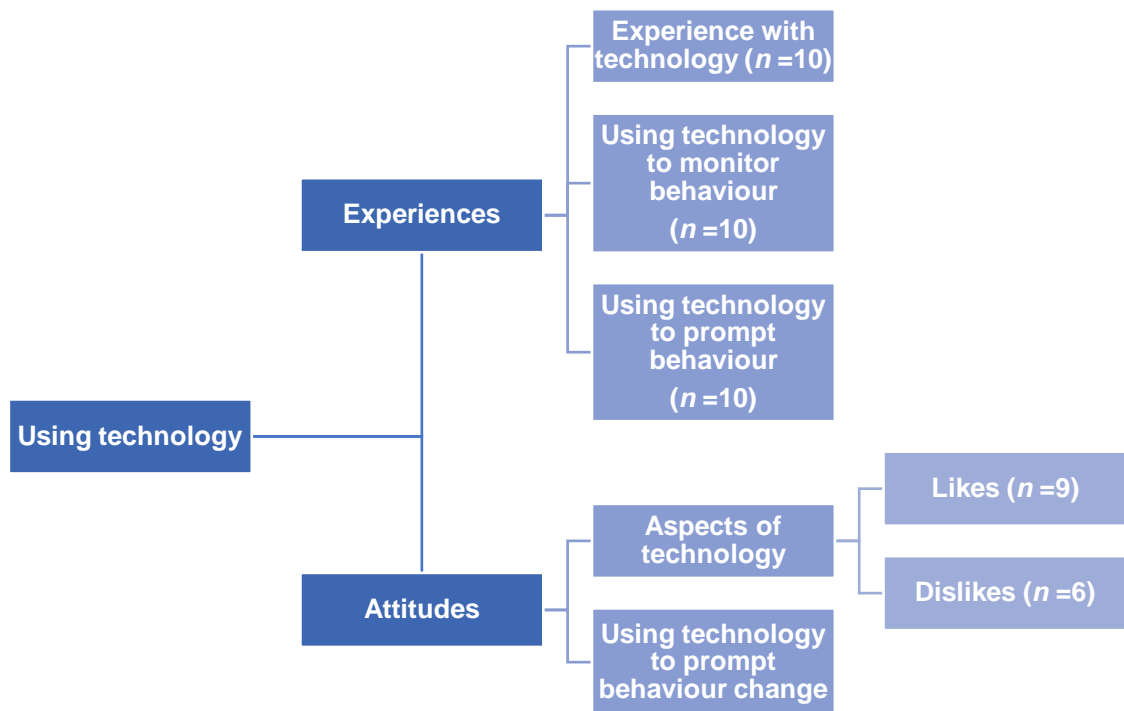 Experience with
technology (n =10)
Using technology
to monitor
behaviour
(n =10)
Experiences
Using technology
to prompt
behaviour
(n =10)
Using technology
Likes (n =9)
Aspects of
technology
Dislikes (n =6)
Attitudes
Using technology
to prompt
behaviour change